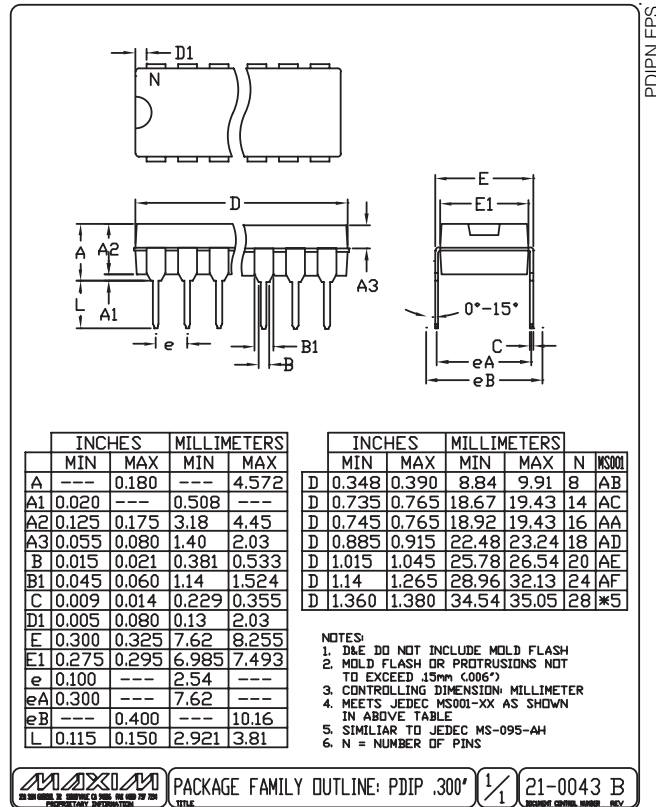 PDIPN.EPS
D1
N
D
E
E1
A
A2
A3
L
A1
0°-15°
e
B1
B
C
eA
eB
INCHES MILLIMETERS
MIN MAX MIN MAX
A --- 0.180 --- 4.572
A1 0.020 --- 0.508 ---
A2 0.125 0.175 3.18 4.45
A3 0.055 0.080 1.40 2.03
B 0.015 0.021 0.381 0.533
B1 0.045 0.060 1.14 1.524
C 0.009 0.014 0.229 0.355
D1 0.005 0.080 0.13 2.03
E 0.300 0.325 7.62 8.255
E1 0.275 0.295 6.985 7.493
e 0.100 --- 2.54 ---
eA 0.300 --- 7.62 ---
eB --- 0.400 --- 10.16
L 0.115 0.150 2.921 3.81
INCHES MILLIMETERS
MIN MAX MIN MAX N MS001
D 0.348 0.390 8.84 9.91 8 AB
D 0.735 0.765 18.67 19.43 14 AC
D 0.745 0.765 18.92 19.43 16 AA
D 0.885 0.915 22.48 23.24 18 AD
D 1.015 1.045 25.78 26.54 20 AE
D 1.14 1.265 28.96 32.13 24 AF
D 1.360 1.380 34.54 35.05 28 *5
NOTES:
1. D&E DO NOT INCLUDE MOLD FLASH
2. MOLD FLASH OR PROTRUSIONS NOT
TO EXCEED .15mm (.006")
3. CONTROLLING DIMENSION: MILLIMETER
4. MEETS JEDEC MS001-XX AS SHOWN
IN ABOVE TABLE
5. SIMILIAR TO JEDEC MS-095-AH
6. N = NUMBER OF PINS
MAXIM
PROPRIETARY INFORMATION
PACKAGE FAMILY OUTLINE: PDIP .300"
TITLE
1/1
21-0043 B
DOCUMENT CONTROL NUMBER REV